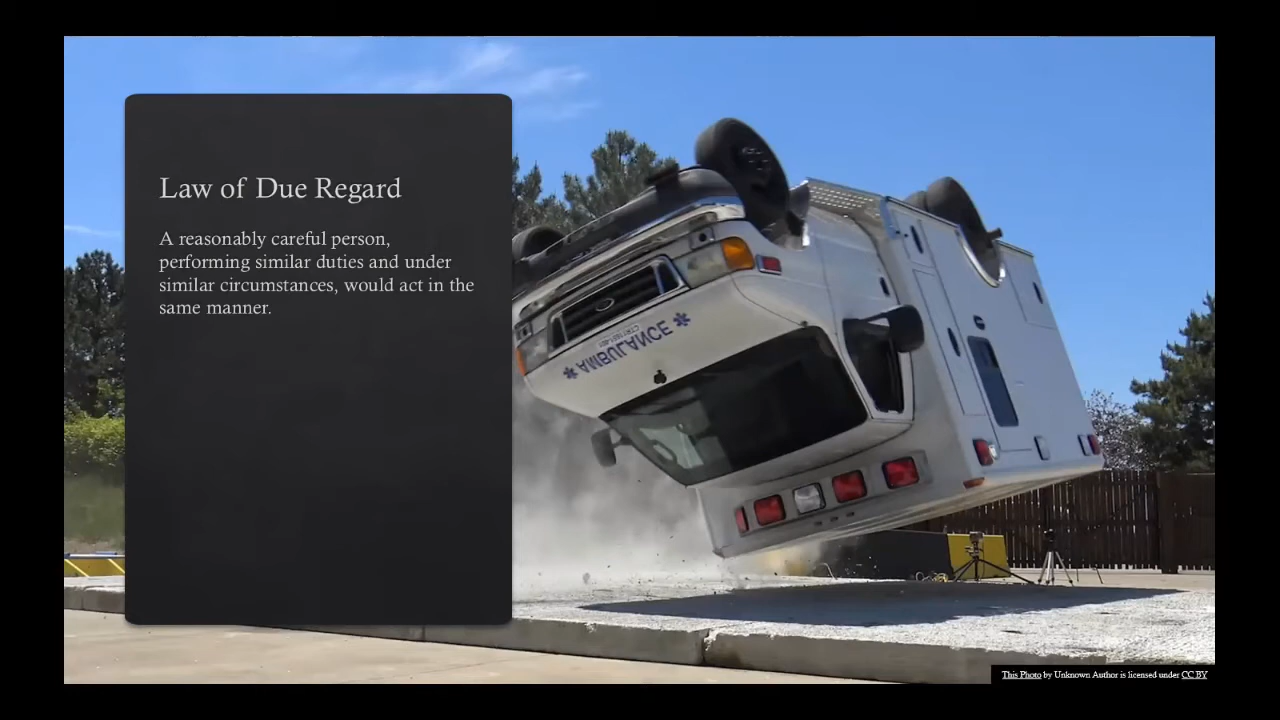 Law of Due Regard
A reasonably careful person,
performing similar duties and under
similar circumstances, would act in the
same manner.
AMBULANCE
This Photo by Unknown Author is licensed under CC BY